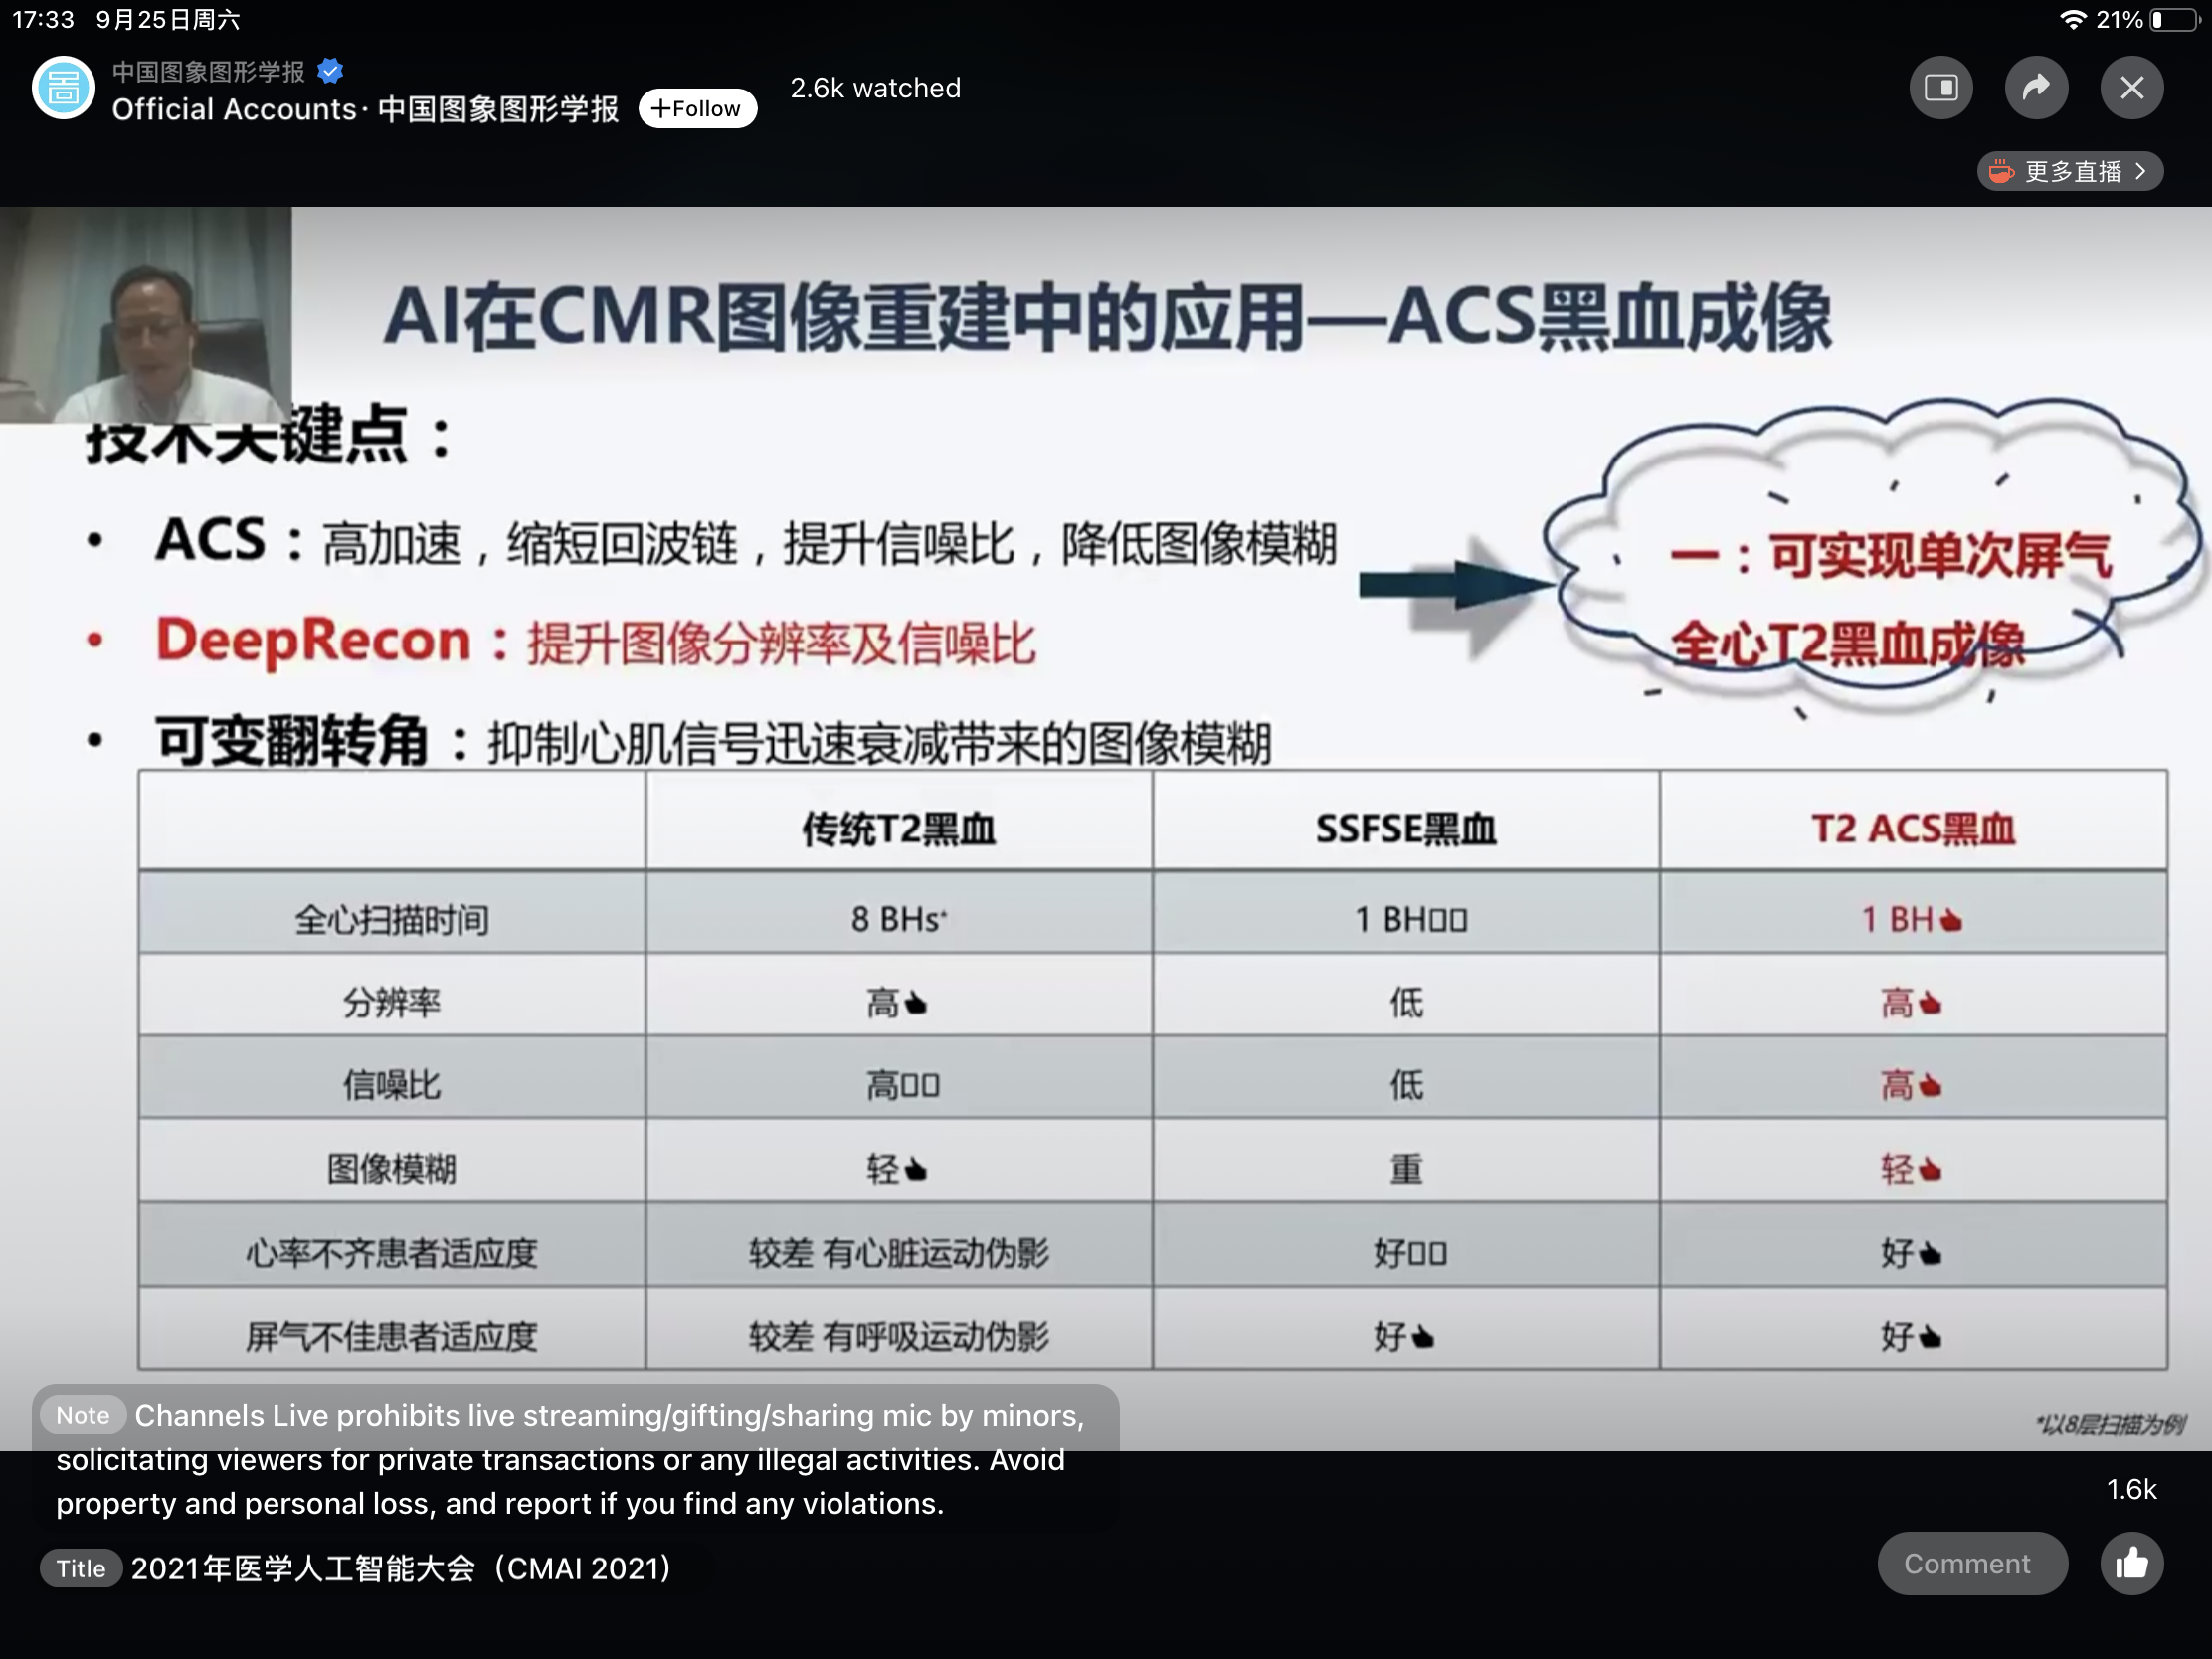 17:33 9月25日周六
21%
中国图象图形学报
Official Accounts· 中国图象图形学报
+Follow
2.6k watched
更多直播
AI在CMR图像重建中的应用—ACS黑血成像
技术关键点：
• ACS：高加速，缩短回波链，提升信噪比，降低图像模糊
• DeepRecon：提升图像分辨率及信噪比
• 可变翻转角：抑制心肌信号迅速衰减带来的图像模糊
一：可实现单次屏气
全心T2黑血成像
传统T2黑血 SSFSE黑血 T2 ACS黑血
全心扫描时间 8 BHs* 1 BH 1 BH
分辨率 高 低 高
信噪比 高 低 高
图像模糊 轻 重 轻
心率不齐患者适应度 较差 有心脏运动伪影 好 好
屏气不佳患者适应度 较差 有呼吸运动伪影 好 好
*以8层扫描为例
Note Channels Live prohibits live streaming/gifting/sharing mic by minors,
solicitating viewers for private transactions or any illegal activities. Avoid
property and personal loss, and report if you find any violations.
1.6k
Title 2021年医学人工智能大会（CMAI 2021）
Comment